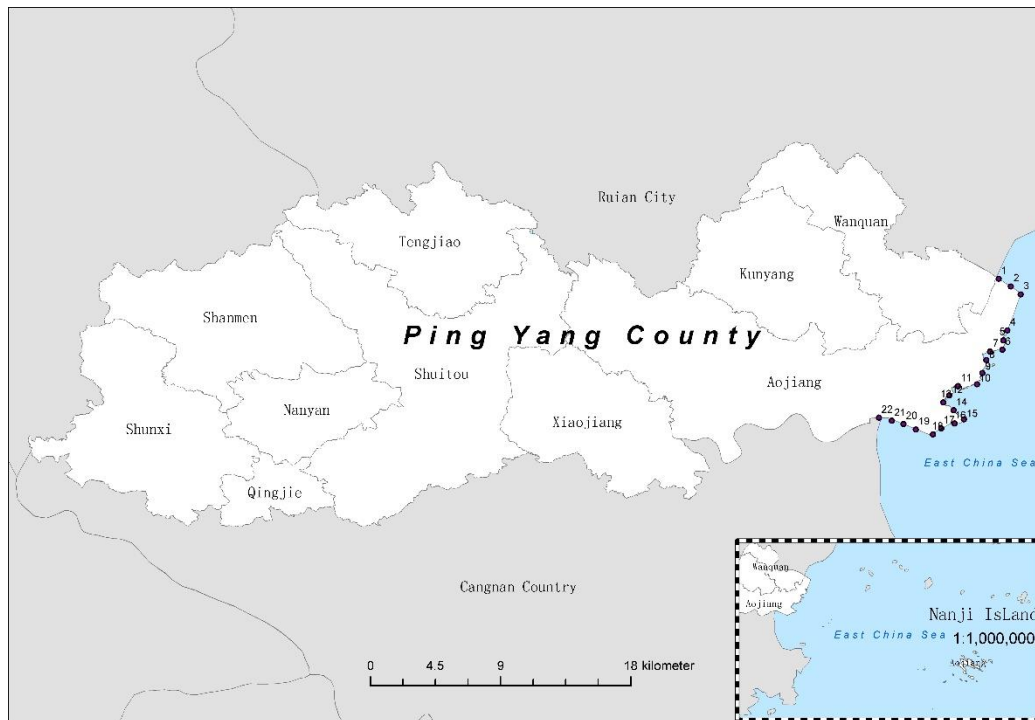 Ruian City
Wanquan
Tengjiao
Kunyang
1
2
3
Shanmen
Ping Yang County
4
5
6
7
8
9
Shuitou
Aojiang
10
11
12
13
14
15
16
17
18
19
20
21
22
Nanyan
Xiaojiang
Shunxi
East China Sea
Qingjie
Cangnan Country
Wanquan
Aojiang
Nanji IsLand
East China Sea
1:1,000,000
Aojiang
0 4.5 9 18 kilometer